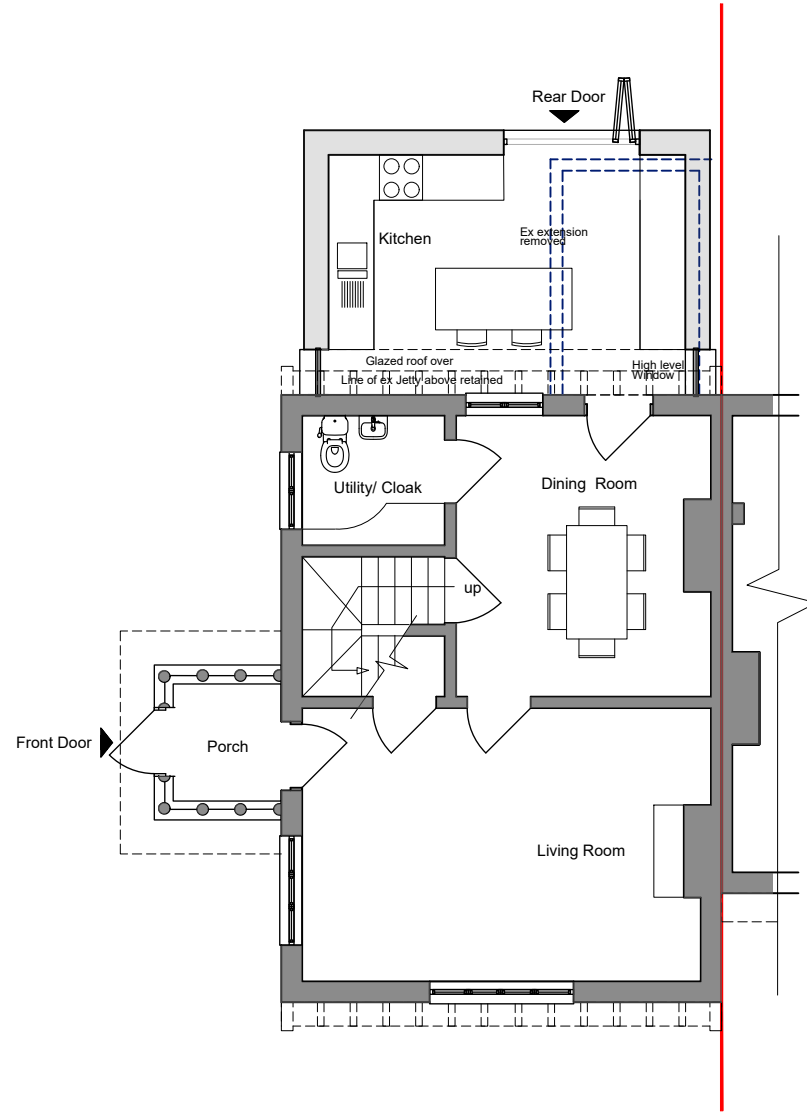 Rear Door
Kitchen
Ex extension
removed
Glazed roof over
High level
Window
Line of ex Jetty above retained
Utility/ Cloak
Dining Room
up
Front Door
Porch
Living Room